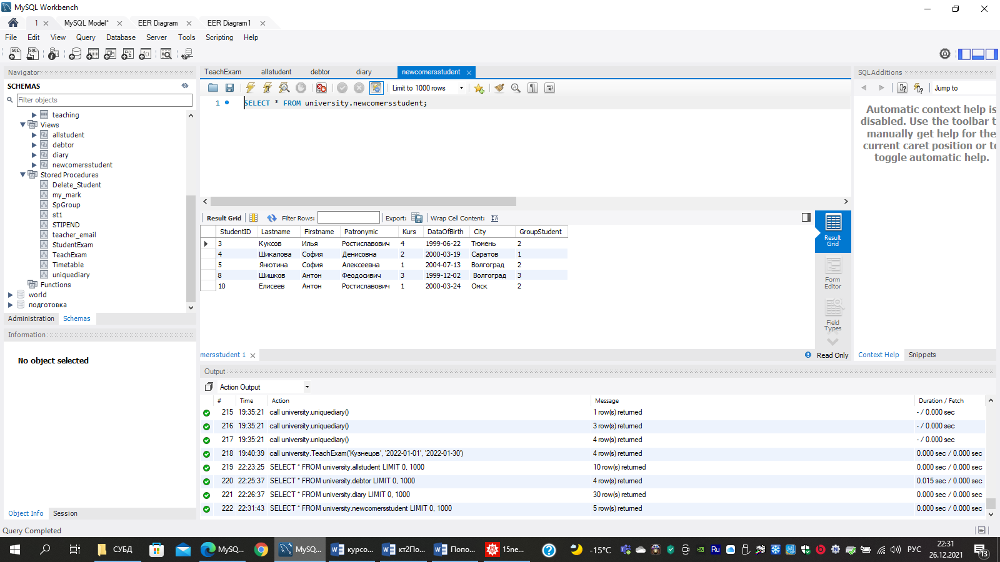 MySQL Workbench
1 MySQL Model* EER Diagram EER Diagram1
File Edit View Query Database Server Tools Scripting Help
Navigator
SCHEMAS
Filter objects
teaching
Views
allstudent
debtor
diary
newcomersstudent
Stored Procedures
Delete_Student
my_mark
SpGroup
st1
STIPEND
teacher_email
StudentExam
TeachExam
Timetable
uniquediary
Functions
world
подготовка
Administration Schemas
Information
No object selected
Object Info Session
TeachExam allstudent debtor diary newcomersstudent
Limit to 1000 rows
1 SELECT * FROM university.newcomersstudent;
Result Grid Filter Rows: Export: Wrap Cell Content:
StudentID Lastname Firstname Patronymic Kurs DataOfBirth City GroupStudent
3 Куксов Илья Ростиславович 4 1999-06-22 Тюмень 2
4 Шикалова София Денисовна 2 2000-03-19 Саратов 1
5 Янютина София Алексеевна 1 2004-07-13 Волгоград 2
8 Шишков Антон Феодосивич 3 1999-12-02 Волгоград 3
10 Елисеев Антон Ростиславович 1 2000-03-24 Омск 2
Result
Grid
Form
Editor
Field
Types
mersstudent 1
Read Only
SQLAdditions
Jump to
Automatic context help is
disabled. Use the toolbar t
manually get help for the
current caret position or to
toggle automatic help.
Context Help Snippets
Output
Action Output
# Time Action Message Duration / Fetch
215 19:35:21 call university.uniquediary() 1 row(s) returned - / 0.000 sec
216 19:35:21 call university.uniquediary() 3 row(s) returned - / 0.000 sec
217 19:35:21 call university.uniquediary() 4 row(s) returned - / 0.000 sec
218 19:40:39 call university.TeachExam('Кузнецов', '2022-01-01', '2022-01-30') 4 row(s) returned 0.000 sec / 0.000 sec
219 22:23:25 SELECT * FROM university.allstudent LIMIT 0, 1000 10 row(s) returned 0.000 sec / 0.000 sec
220 22:25:37 SELECT * FROM university.debtor LIMIT 0, 1000 4 row(s) returned 0.015 sec / 0.000 sec
221 22:26:37 SELECT * FROM university.diary LIMIT 0, 1000 30 row(s) returned 0.000 sec / 0.000 sec
222 22:31:43 SELECT * FROM university.newcomersstudent LIMIT 0, 1000 5 row(s) returned 0.000 sec / 0.000 sec
Query Completed
СУБД MySQ... MySQ... курсо... кт2По... Попо... 15пе... -15°C Ru РУС 22:31
26.12.2021
13